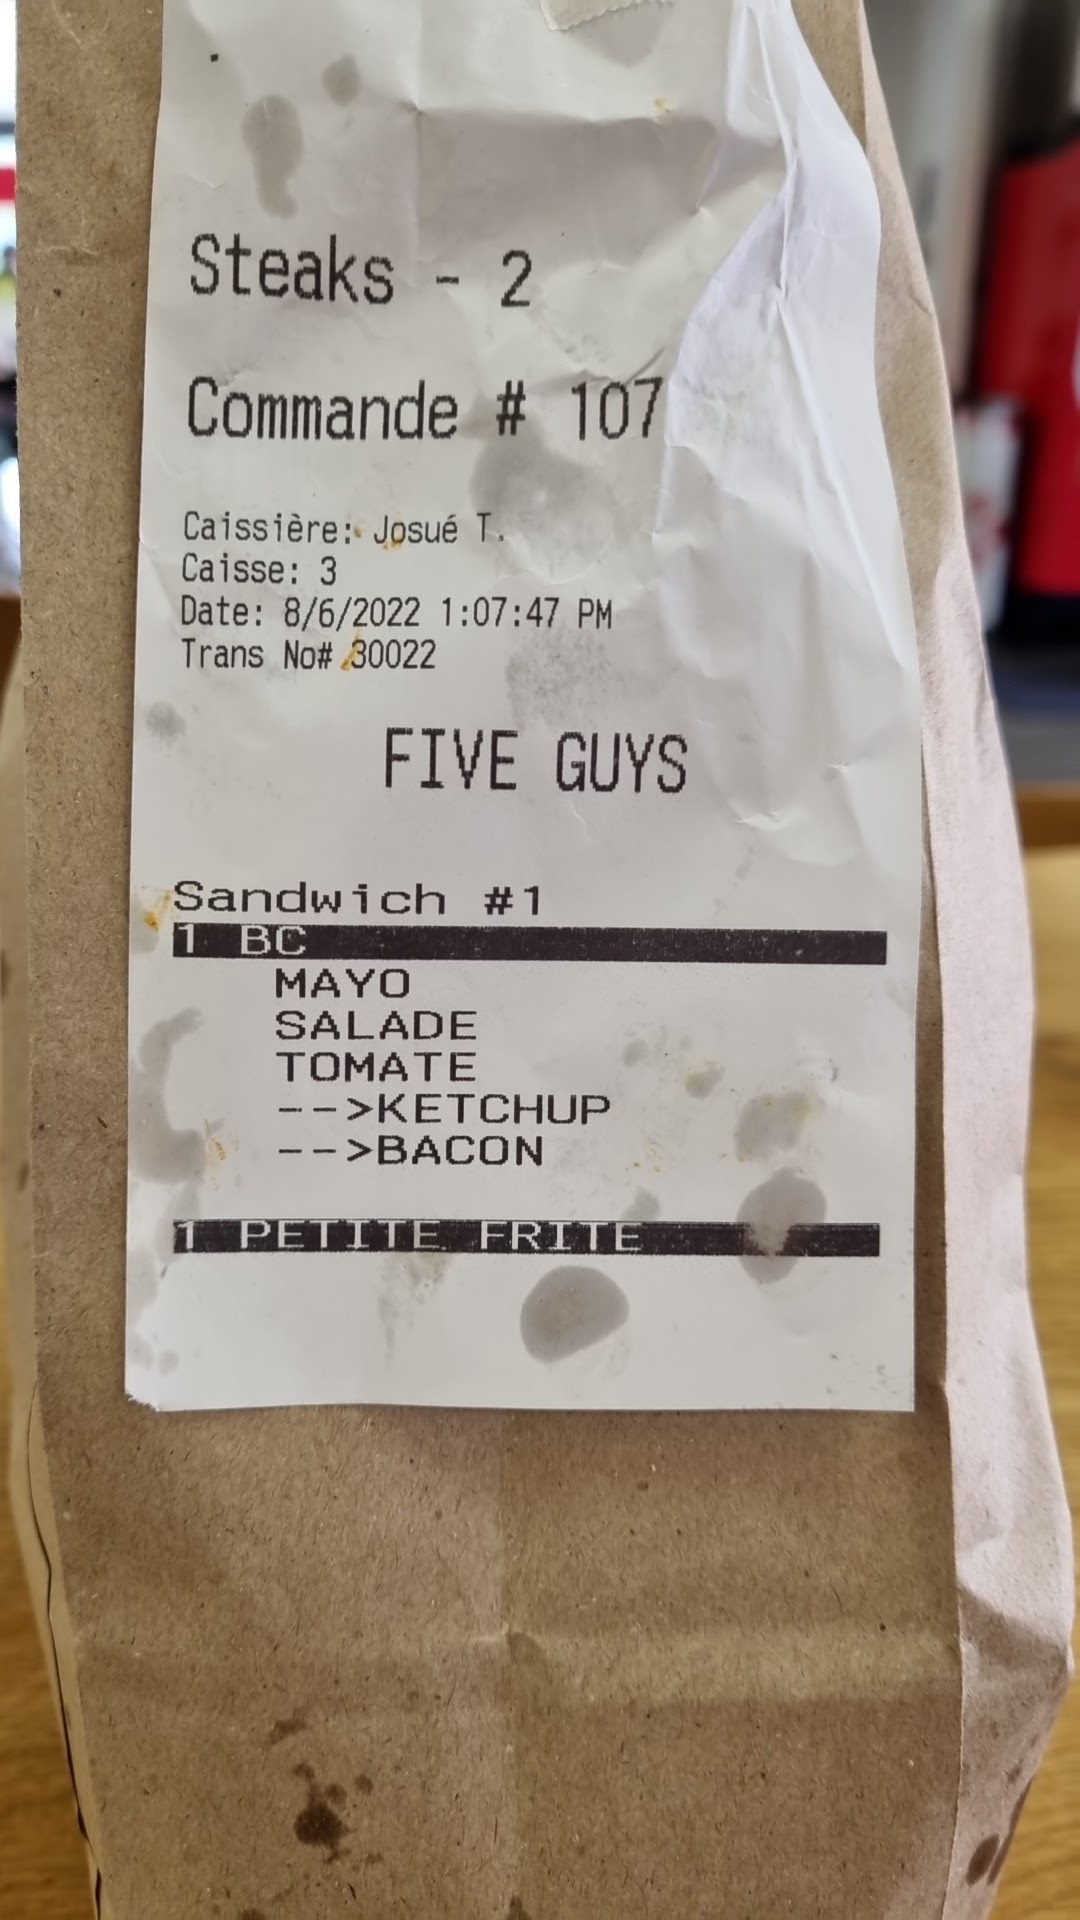 Steaks - 2
Commande # 107
Caissière: Josué T.
Caisse: 3
Date: 8/6/2022 1:07:47 PM
Trans No# 30022
FIVE GUYS
Sandwich #1
1 BC
MAYO
SALADE
TOMATE
-->KETCHUP
-->BACON
1 PETITE FRITE